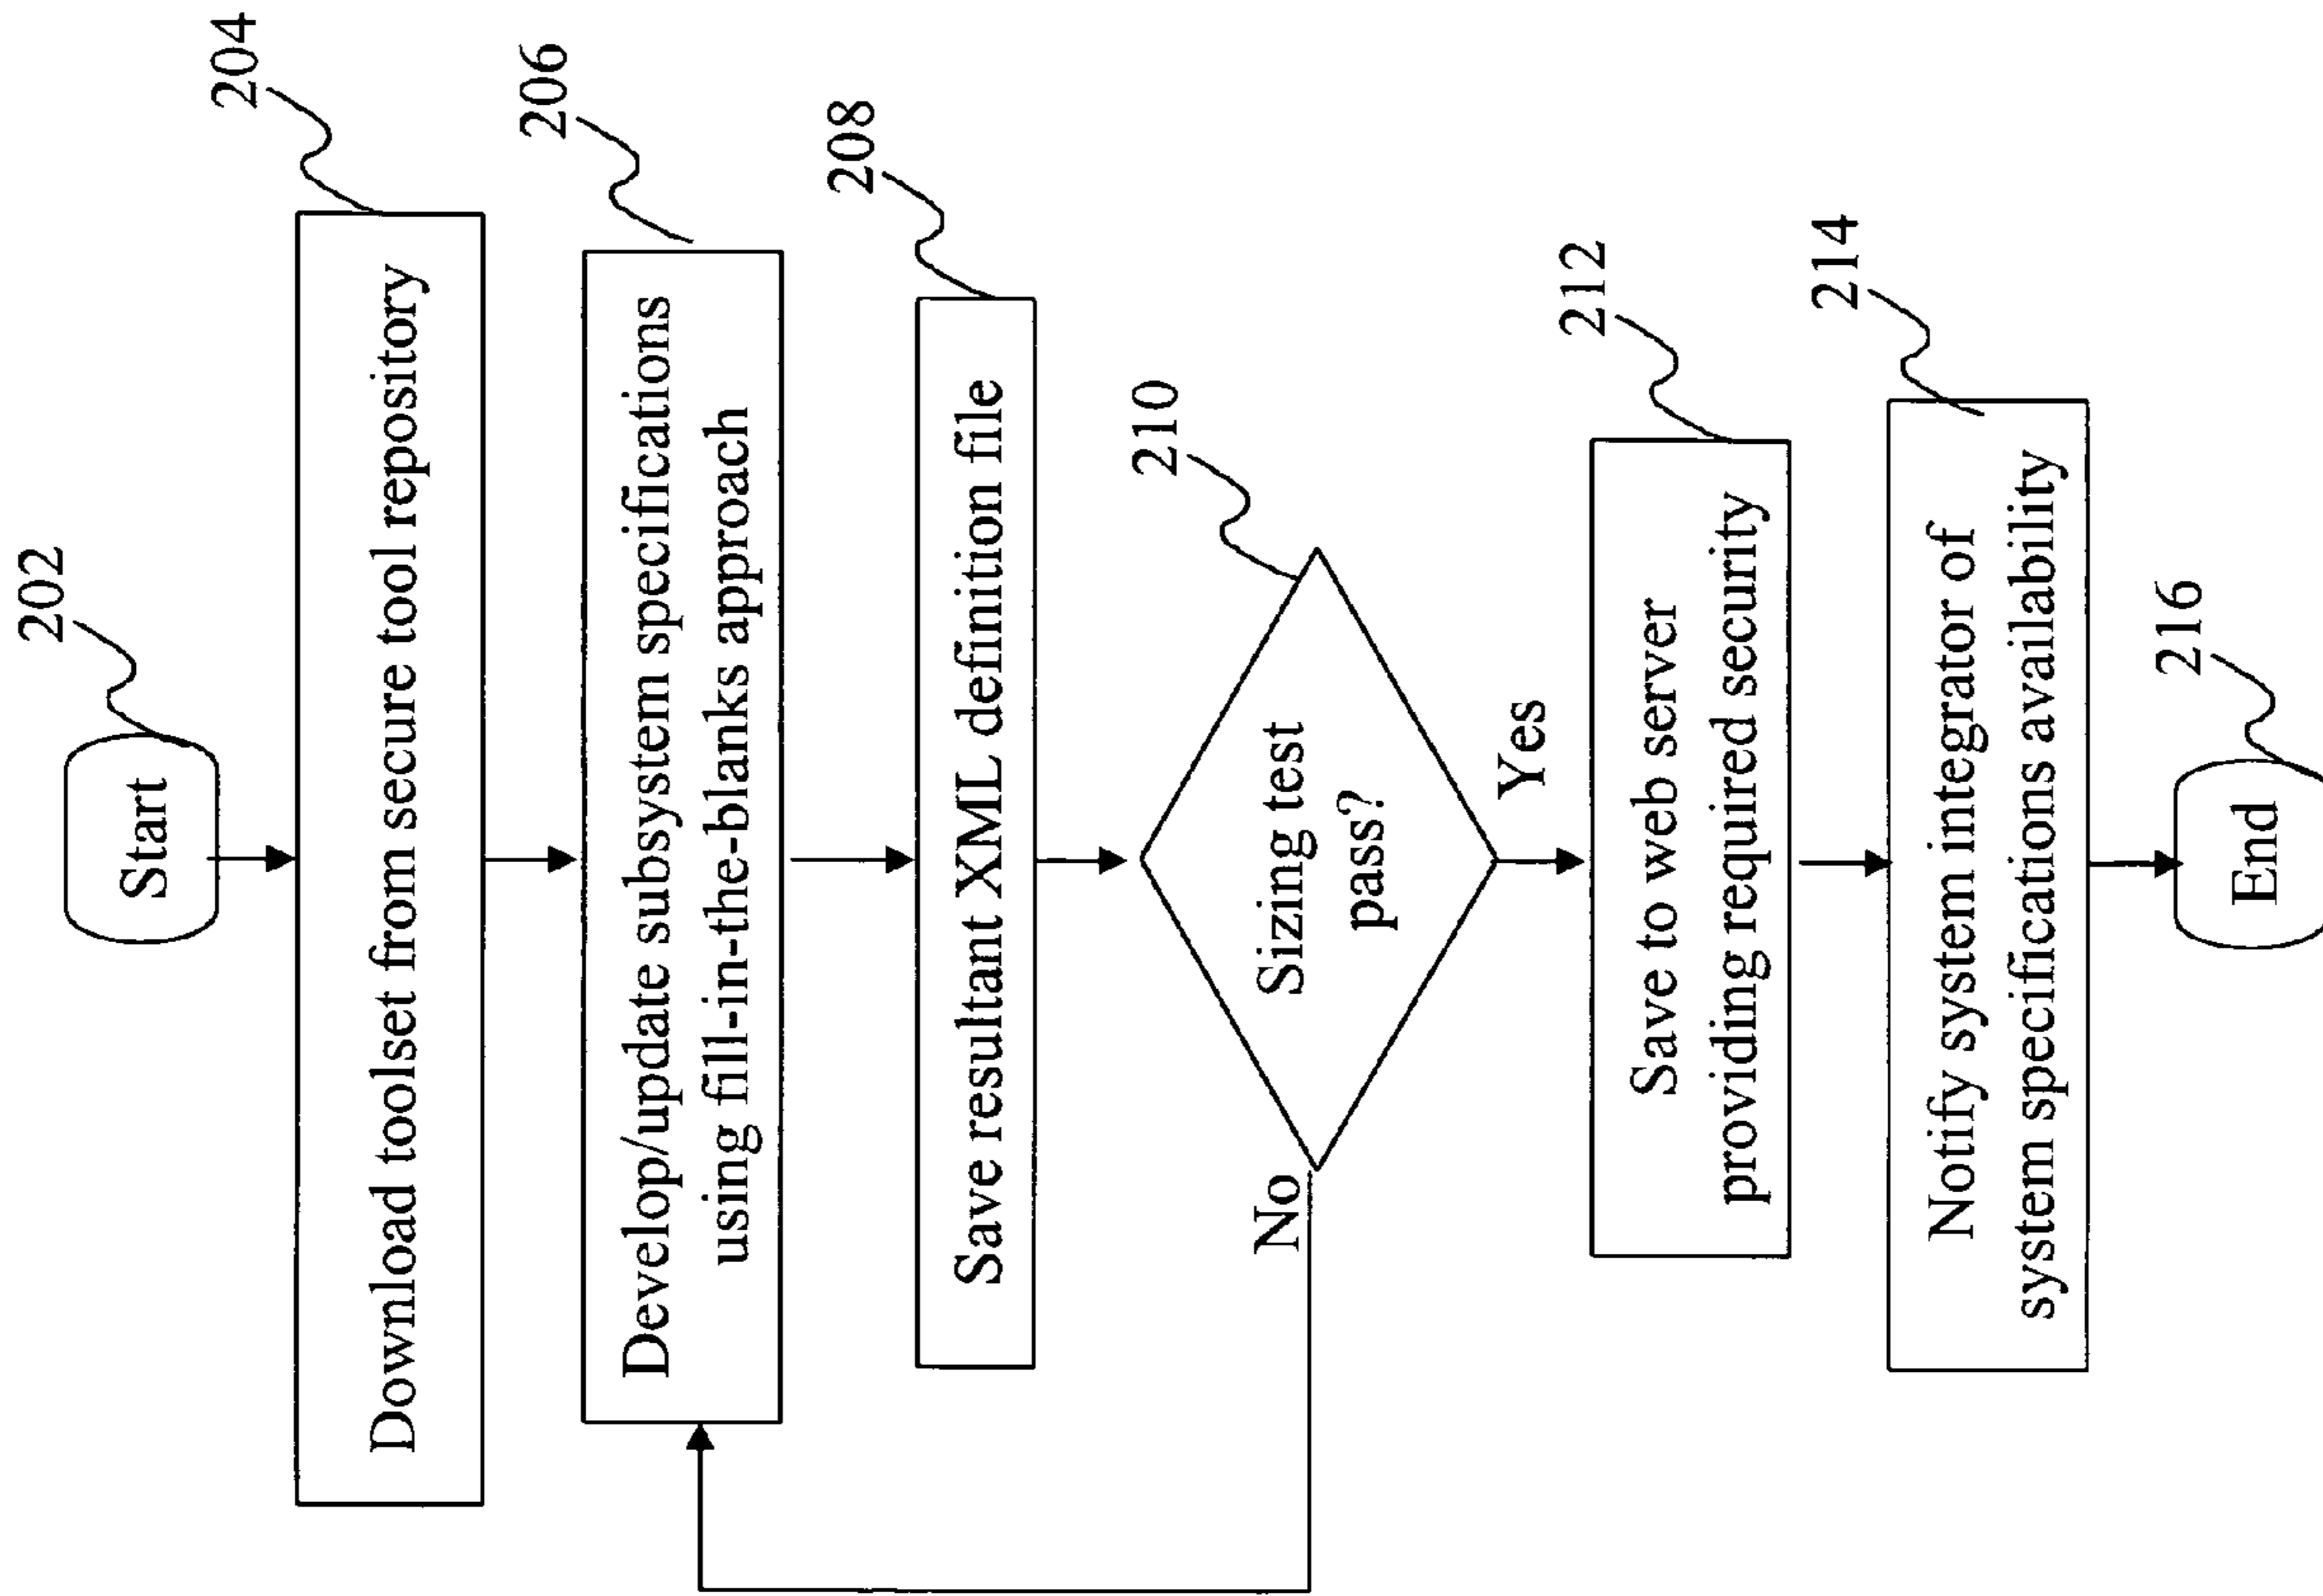 202
Start
204
Download toolset from secure tool repository
206
Develop/update subsystem specifications
using fill-in-the-blanks approach
208
Save resultant XML definition file
210
Sizing test
pass?
No
Yes
212
Save to web server
providing required security
214
Notify system integrator of
system specifications availability
216
End